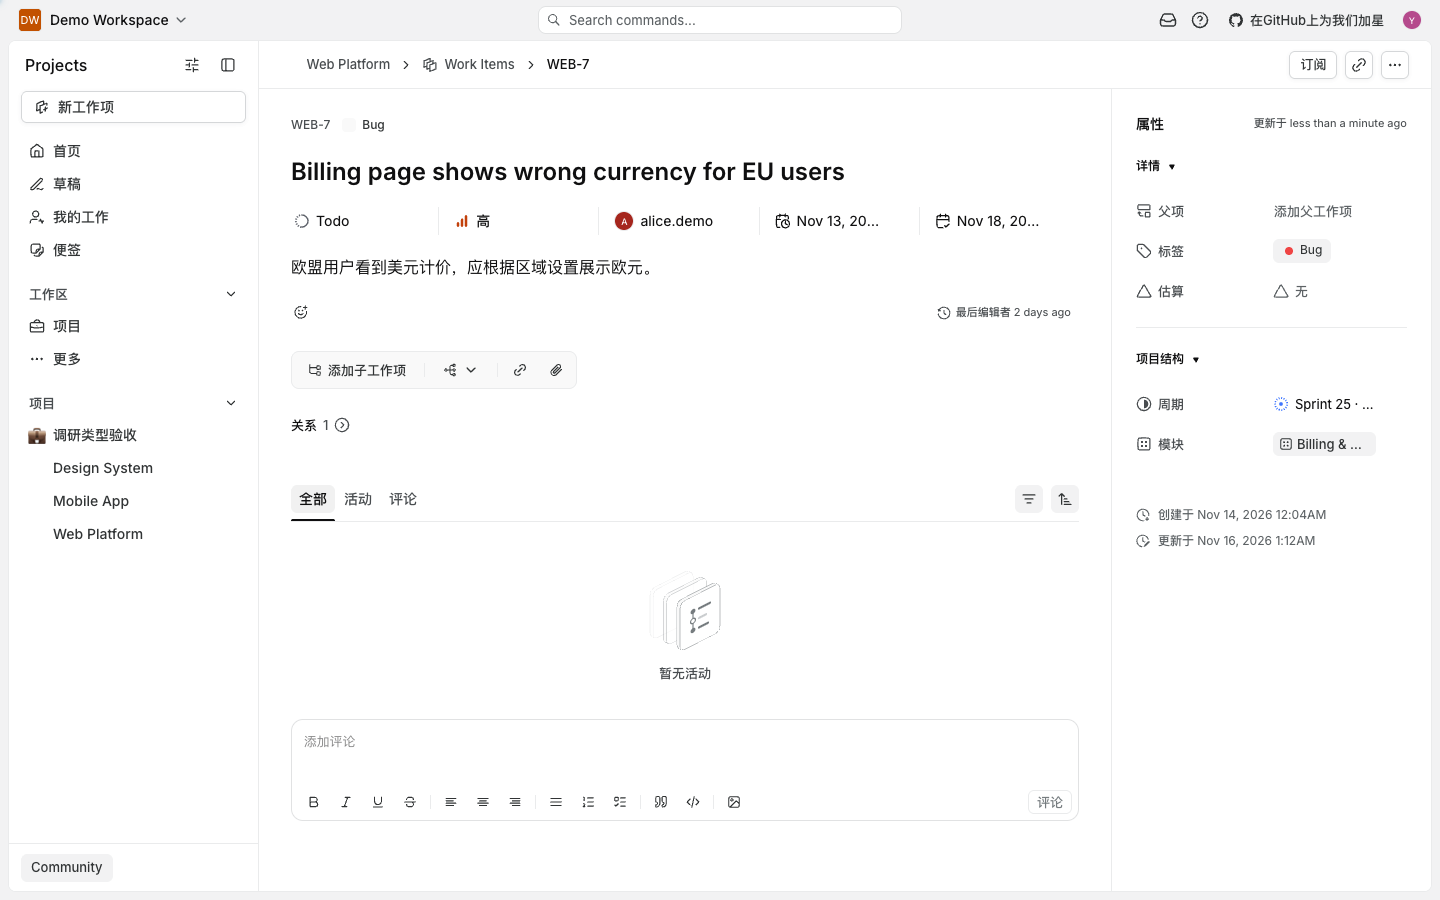 DW Demo Workspace
Search commands...
在GitHub上为我们加星
Y
Projects
新工作项
首页
草稿
我的工作
便签
工作区
项目
更多
项目
调研类型验收
Design System
Mobile App
Web Platform
Community
Web Platform
Work Items
WEB-7
订阅
WEB-7 Bug
Billing page shows wrong currency for EU users
Todo
高
A alice.demo
Nov 13, 20...
Nov 18, 20...
欧盟用户看到美元计价，应根据区域设置展示欧元。
最后编辑者 2 days ago
添加子工作项
关系 1
全部 活动 评论
暂无活动
添加评论
评论
属性
更新于 less than a minute ago
详情
父项 添加父工作项
标签 Bug
估算 无
项目结构
周期 Sprint 25 · ...
模块 Billing & ...
创建于 Nov 14, 2026 12:04AM
更新于 Nov 16, 2026 1:12AM